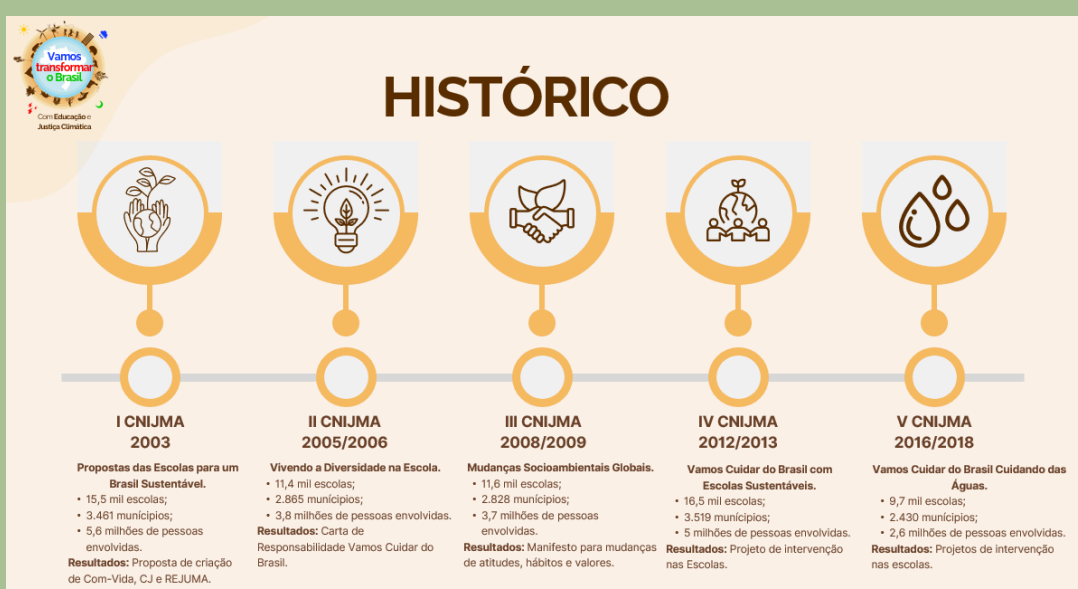 Vamos
transformar
o Brasil
Com Educação e
Justiça Climática
HISTÓRICO
I CNIJMA
2003
Propostas das Escolas para um
Brasil Sustentável.
• 15,5 mil escolas;
• 3.461 munícipios;
• 5,6 milhões de pessoas
envolvidas.
Resultados: Proposta de criação
de Com-Vida, CJ e REJUMA.
II CNIJMA
2005/2006
Vivendo a Diversidade na Escola.
• 11,4 mil escolas;
• 2.865 munícipios;
• 3,8 milhões de pessoas envolvidas.
Resultados: Carta de
Responsabilidade Vamos Cuidar do
Brasil.
III CNIJMA
2008/2009
Mudanças Socioambientais Globais.
• 11,6 mil escolas;
• 2.828 munícipios;
• 3,7 milhões de pessoas
envolvidas.
Resultados: Manifesto para mudanças
de atitudes, hábitos e valores.
IV CNIJMA
2012/2013
Vamos Cuidar do Brasil com
Escolas Sustentáveis.
• 16,5 mil escolas;
• 3.519 munícipios;
• 5 milhões de pessoas envolvidas.
Resultados: Projeto de intervenção
nas Escolas.
V CNIJMA
2016/2018
Vamos Cuidar do Brasil Cuidando das
Águas.
• 9,7 mil escolas;
• 2.430 munícipios;
• 2,6 milhões de pessoas envolvidas.
Resultados: Projetos de intervenção
nas escolas.